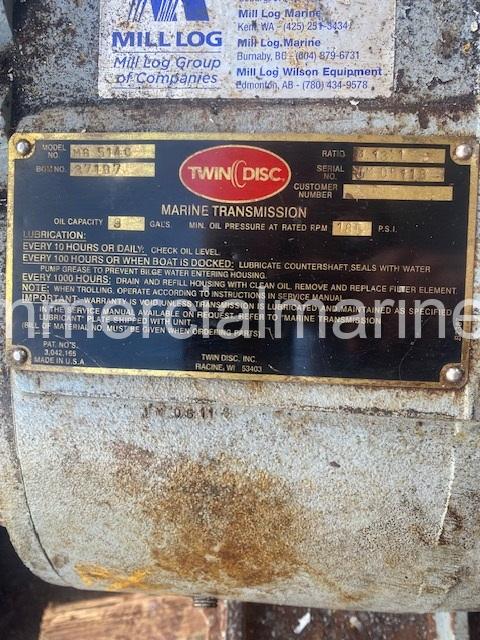 MILL LOG
Mill Log Group
of Companies
Mill Log Marine
Kent, WA - (425) 251-3434
Mill Log Marine
Burnaby, BC - (604) 879-6731
Mill Log Wilson Equipment
Edmonton, AB - (780) 434-9578
MODEL NO.
BOM NO.
TWIN DISC
RATIO
SERIAL NO.
CUSTOMER NUMBER
MARINE TRANSMISSION
OIL CAPACITY 9 GAL'S. MIN. OIL PRESSURE AT RATED RPM P.S.I.
LUBRICATION:
EVERY 10 HOURS OR DAILY: CHECK OIL LEVEL.
EVERY 100 HOURS OR WHEN BOAT IS DOCKED: LUBRICATE COUNTERSHAFT SEALS WITH WATER
PUMP GREASE TO PREVENT BILGE WATER ENTERING HOUSING.
EVERY 1000 HOURS: DRAIN AND REFILL HOUSING WITH CLEAN OIL. REMOVE AND REPLACE FILTER ELEMENT.
NOTE: WHEN TROLLING, OPERATE ACCORDING TO INSTRUCTIONS IN SERVICE MANUAL.
IMPORTANT: WARRANTY IS VOID UNLESS TRANSMISSION IS LUBRICATED AND MAINTAINED AS SPECIFIED
IN THE SERVICE MANUAL AVAILABLE ON REQUEST. REFER TO "MARINE TRANSMISSION
LUBRICANT" PLATE SHIPPED WITH UNIT.
(BILL OF MATERIAL NO. MUST BE GIVEN WHEN ORDERING PARTS.)
PAT. NO'S.
3,042,165
MADE IN U.S.A.
TWIN DISC, INC.
RACINE, WI 53403
mmercialmarine